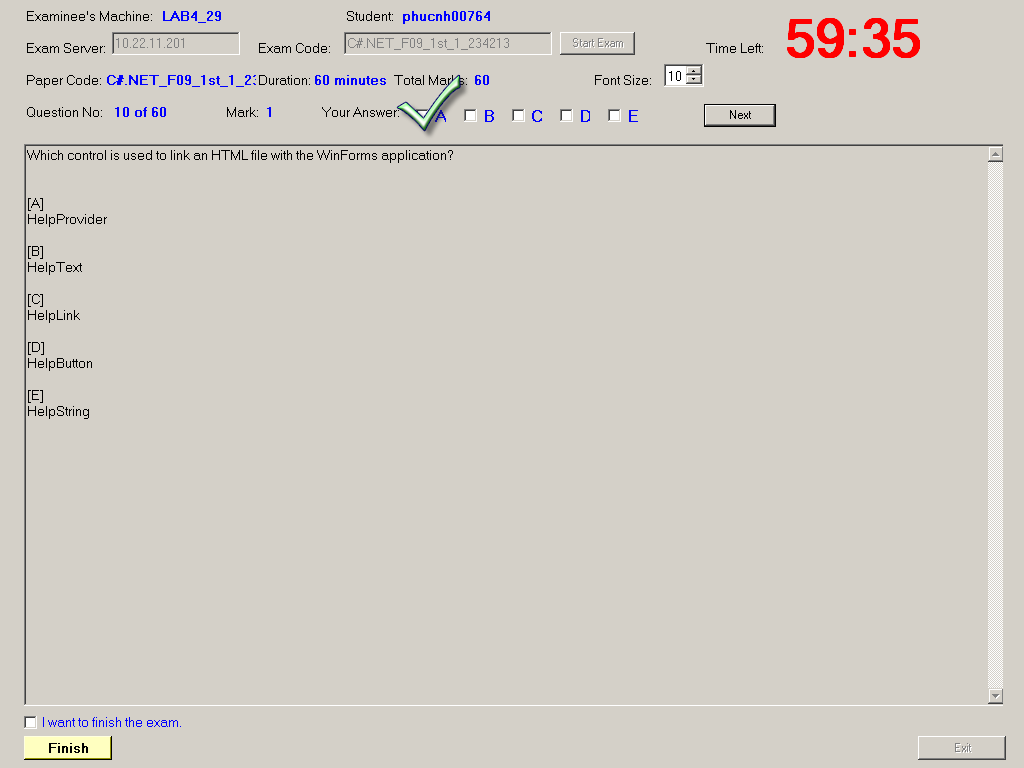 Examinee's Machine: LAB4_29 Student: phucnh00764
Exam Server: 10.22.11.201 Exam Code: C#.NET_F09_1st_1_234213 Start Exam Time Left: 59:35
Paper Code: C#.NET_F09_1st_1_23 Duration: 60 minutes Total Marks: 60 Font Size: 10
Question No: 10 of 60 Mark: 1 Your Answer: A B C D E Next
Which control is used to link an HTML file with the WinForms application?
[A]
HelpProvider
[B]
HelpText
[C]
HelpLink
[D]
HelpButton
[E]
HelpString
I want to finish the exam.
Finish Exit